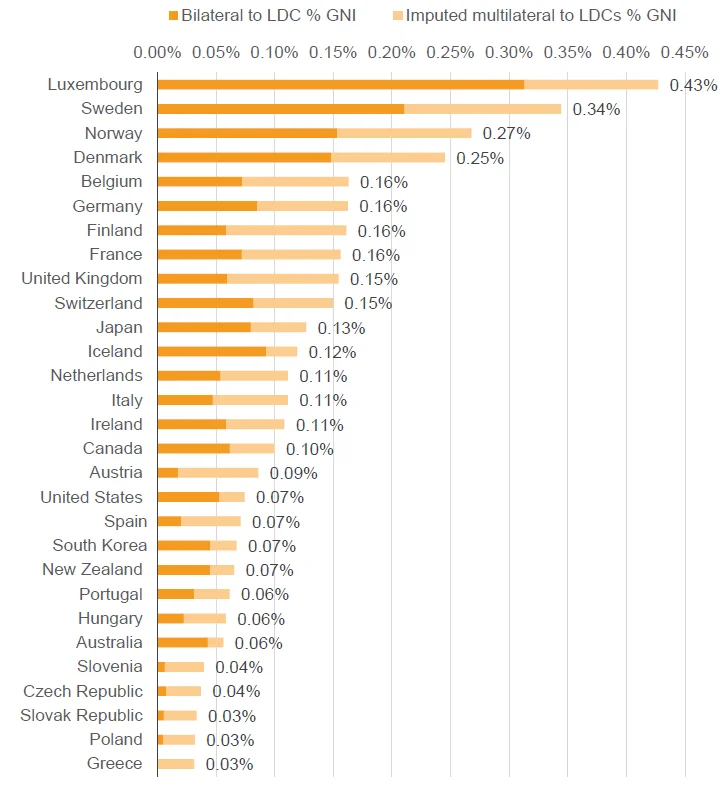 Bilateral to LDC % GNI Imputed multilateral to LDCs % GNI
0.00% 0.05% 0.10% 0.15% 0.20% 0.25% 0.30% 0.35% 0.40% 0.45%
Luxembourg 0.43%
Sweden 0.34%
Norway 0.27%
Denmark 0.25%
Belgium 0.16%
Germany 0.16%
Finland 0.16%
France 0.16%
United Kingdom 0.15%
Switzerland 0.15%
Japan 0.13%
Iceland 0.12%
Netherlands 0.11%
Italy 0.11%
Ireland 0.11%
Canada 0.10%
Austria 0.09%
United States 0.07%
Spain 0.07%
South Korea 0.07%
New Zealand 0.07%
Portugal 0.06%
Hungary 0.06%
Australia 0.06%
Slovenia 0.04%
Czech Republic 0.04%
Slovak Republic 0.03%
Poland 0.03%
Greece 0.03%